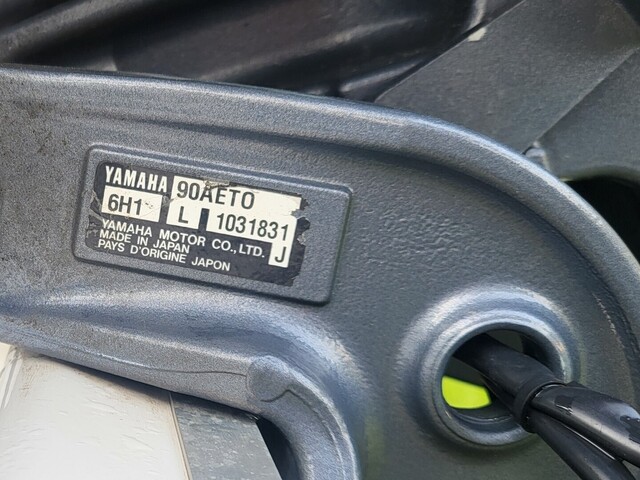 YAMAHA 90AETO
6H1 L 1031831
YAMAHA MOTOR CO., LTD. J
MADE IN JAPAN
PAYS D'ORIGINE JAPON